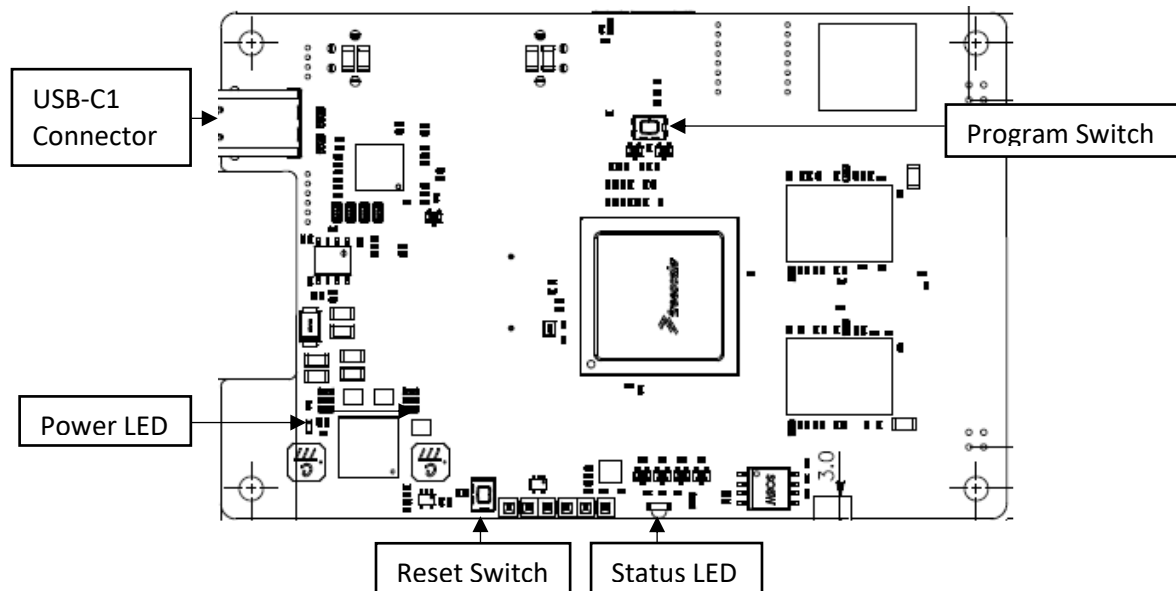 USB-C1
Connector
Program Switch
Power LED
3.0
Reset Switch
Status LED